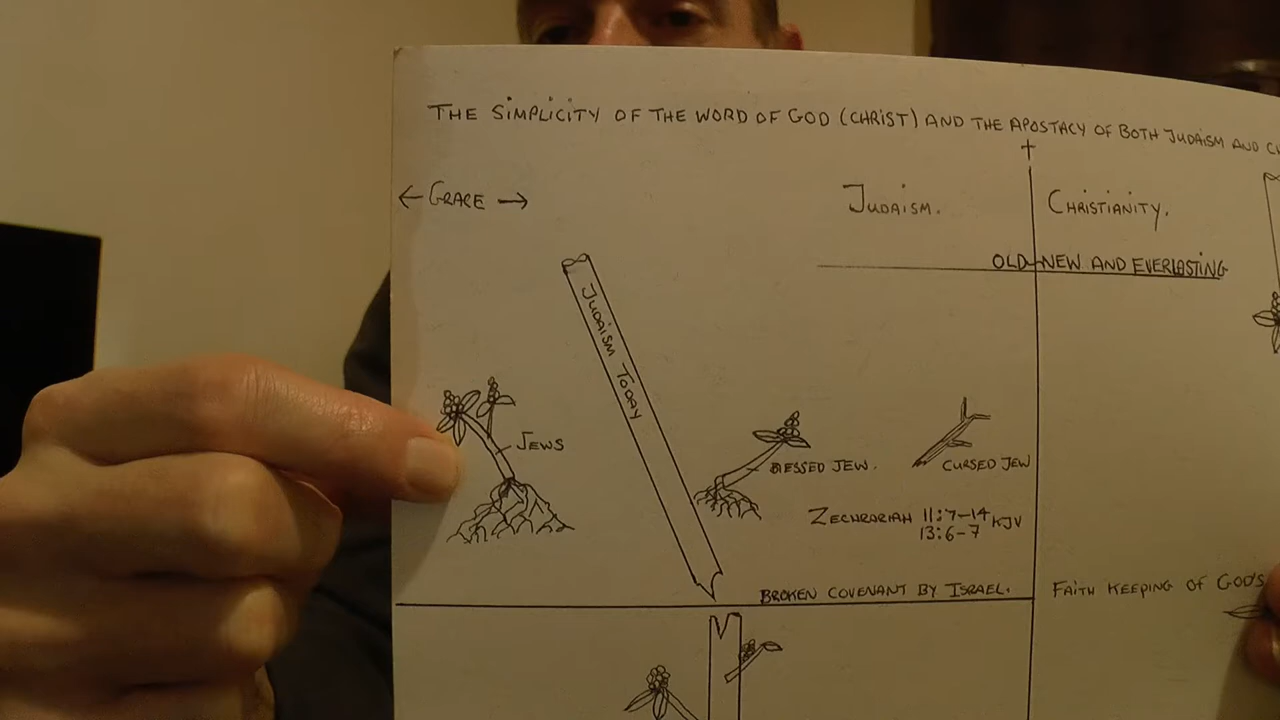 THE SIMPLICITY OF THE WORD OF GOD (CHRIST) AND THE APOSTACY OF BOTH JUDAISM AND
← GRACE →
JUDAISM.
CHRISTIANITY.
OLD-NEW AND EVERLASTING
JUDAISM TODAY
JEWS
BLESSED JEW.
CURSED JEW
ZECHRARIAH 11:7-14 KJV
13:6-7
BROKEN COVENANT BY ISRAEL.
FAITH KEEPING OF GOD'S